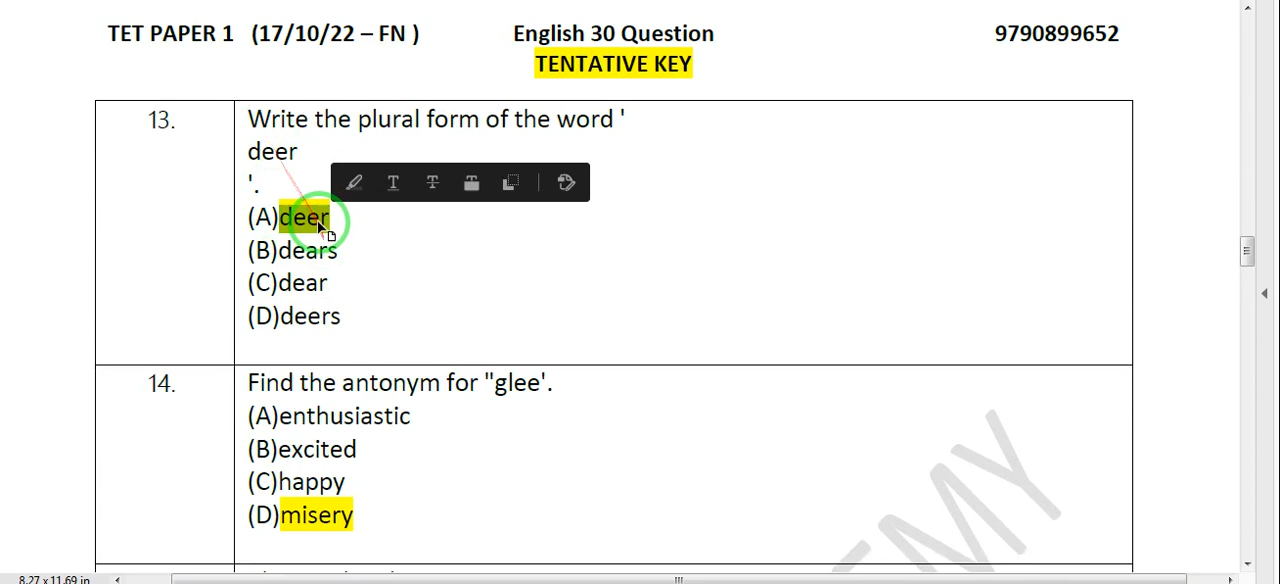 TET PAPER 1 (17/10/22 – FN ) English 30 Question 9790899652
TENTATIVE KEY
13. Write the plural form of the word '
deer
'.
(A)deer
(B)dears
(C)dear
(D)deers
14. Find the antonym for "glee'.
(A)enthusiastic
(B)excited
(C)happy
(D)misery
EMY
8.27 x 11.69 in